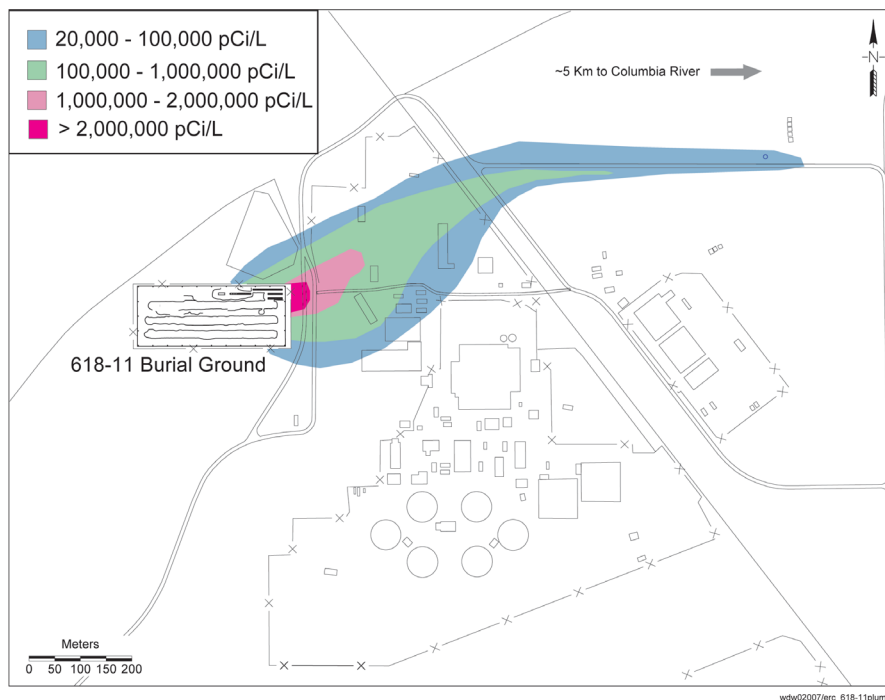 20,000 - 100,000 pCi/L
100,000 - 1,000,000 pCi/L
1,000,000 - 2,000,000 pCi/L
> 2,000,000 pCi/L
~5 Km to Columbia River
N
618-11 Burial Ground
Meters
0 50 100 150 200
wdw02007/erc_618-11plum